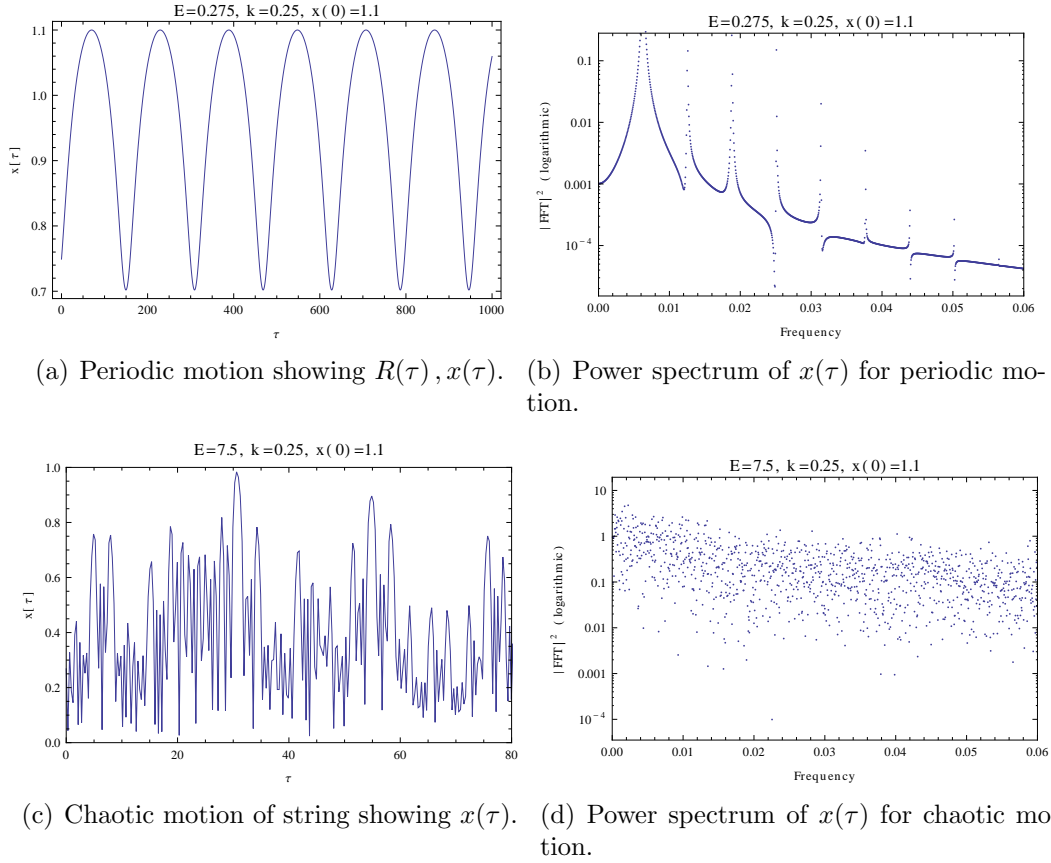 E=0.275, k=0.25, x(0)=1.1
1.1
1.0
0.9
0.8
0.7
x[τ]
0 200 400 600 800 1000
τ
E=0.275, k=0.25, x(0)=1.1
0.1
0.01
0.001
10⁻⁴
|FFT|² (logarithmic)
0.00 0.01 0.02 0.03 0.04 0.05 0.06
Frequency
(a) Periodic motion showing R(τ), x(τ).
(b) Power spectrum of x(τ) for periodic mo-
tion.
E=7.5, k=0.25, x(0)=1.1
1.0
0.8
0.6
0.4
0.2
0.0
x[τ]
0 20 40 60 80
τ
E=7.5, k=0.25, x(0)=1.1
10
1
0.1
0.01
0.001
10⁻⁴
|FFT|² (logarithmic)
0.00 0.01 0.02 0.03 0.04 0.05 0.06
Frequency
(c) Chaotic motion of string showing x(τ).
(d) Power spectrum of x(τ) for chaotic mo
tion.